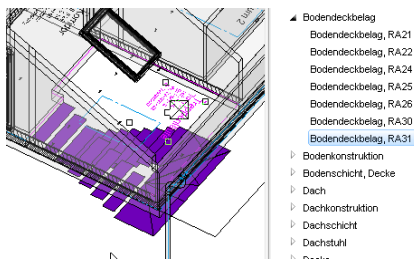 Bodendeckbelag
Bodendeckbelag, RA21
Bodendeckbelag, RA22
Bodendeckbelag, RA24
Bodendeckbelag, RA25
Bodendeckbelag, RA26
Bodendeckbelag, RA30
Bodendeckbelag, RA31
Bodenkonstruktion
Bodenschicht, Decke
Dach
Dachkonstruktion
Dachschicht
Dachstuhl